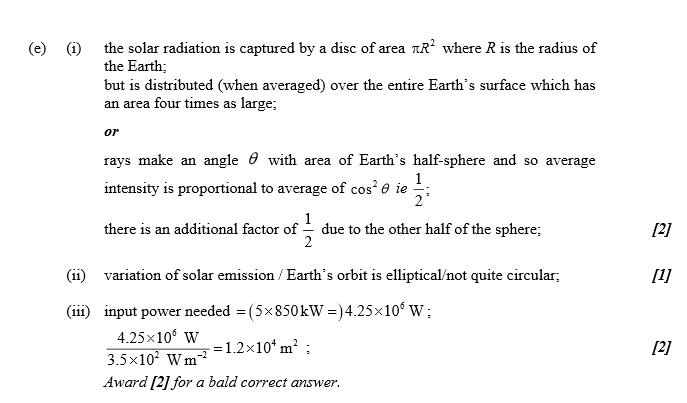 (e) (i) the solar radiation is captured by a disc of area πR² where R is the radius of
the Earth;
but is distributed (when averaged) over the entire Earth's surface which has
an area four times as large;
or
rays make an angle θ with area of Earth's half-sphere and so average
intensity is proportional to average of cos² θ ie 1/2;
there is an additional factor of 1/2 due to the other half of the sphere; [2]
(ii) variation of solar emission / Earth's orbit is elliptical/not quite circular; [1]
(iii) input power needed = (5×850 kW =) 4.25×10⁶ W ;
4.25×10⁶ W / 3.5×10² W m⁻² = 1.2×10⁴ m² ; [2]
Award [2] for a bald correct answer.